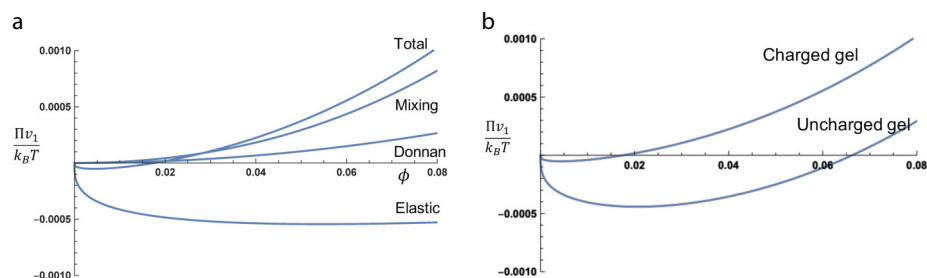 a
0.0010
0.0005
Πv₁
k_BT
−0.0005
−0.0010
Total
Mixing
Donnan
0.02
0.04
0.06
0.08
ϕ
Elastic
b
0.0010
0.0005
Πv₁
k_BT
−0.0005
−0.0010
Charged gel
Uncharged gel
0.02
0.04
0.06
0.08